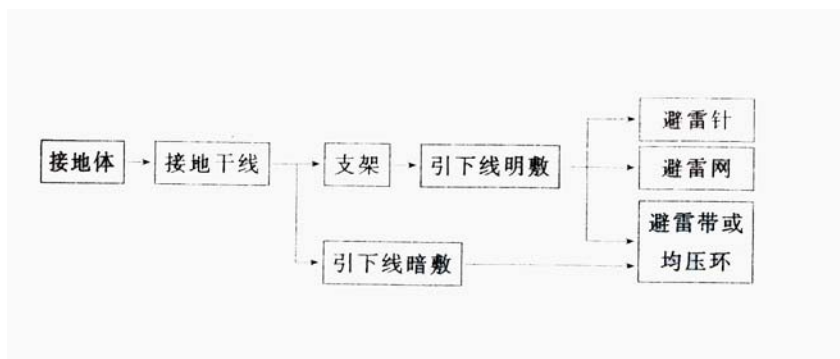 接地体
接地干线
支架
引下线明敷
避雷针
避雷网
避雷带或
均压环
引下线暗敷